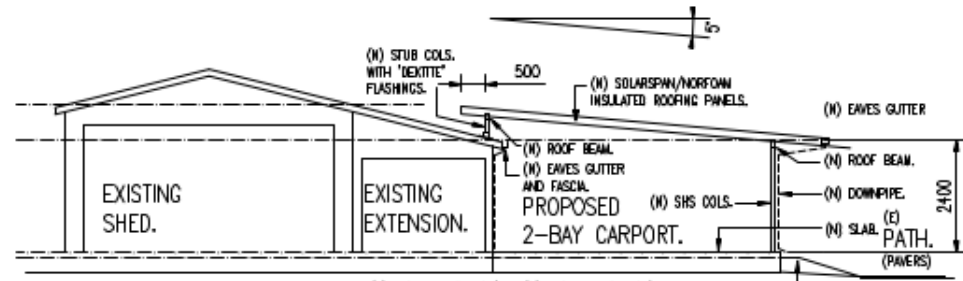 5°
(N) STUB COLS.
WITH "DEKTITE"
FLASHINGS.
500
(N) SOLARSPAN/NORFOAM
INSULATED ROOFING PANELS.
(N) EAVES GUTTER
(N) ROOF BEAM.
(N) EAVES GUTTER
AND FASCIA.
(N) ROOF BEAM.
(N) DOWNPIPE.
2400
EXISTING
SHED.
EXISTING
EXTENSION.
PROPOSED
2-BAY CARPORT.
(N) SHS COLS.
(N) SLAB.
(E)
PATH.
(PAVERS)